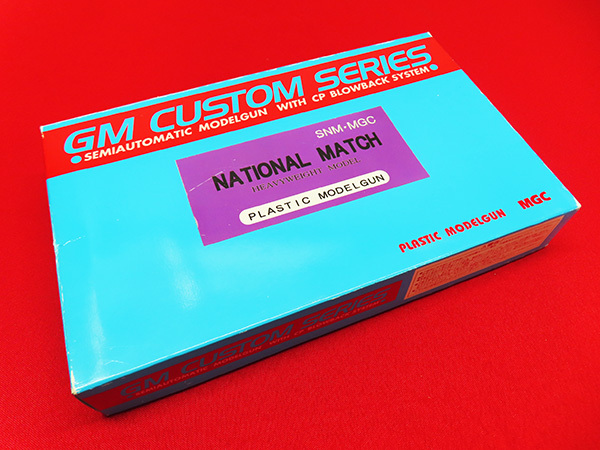 GM CUSTOM SERIES
SEMIAUTOMATIC MODELGUN WITH CP BLOWBACK SYSTEM
SNM•MGC
NATIONAL MATCH
HEAVYWEIGHT MODEL
PLASTIC MODELGUN
PLASTIC MODELGUN MGC
GM CUSTOM SERIES
SEMIAUTOMATIC MODELGUN WITH CP BLOWBACK SYSTEM